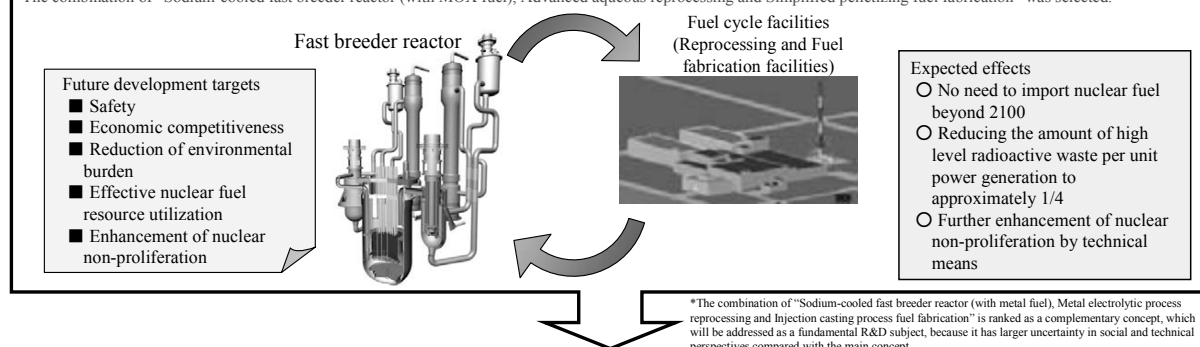 The combination of "Sodium-cooled fast breeder reactor (with MOX fuel), Advanced aqueous reprocessing and Simplified pelletizing fuel fabrication" was selected.
Fast breeder reactor
Fuel cycle facilities
(Reprocessing and Fuel
fabrication facilities)
Future development targets
■ Safety
■ Economic competitiveness
■ Reduction of environmental
burden
■ Effective nuclear fuel
resource utilization
■ Enhancement of nuclear
non-proliferation
Expected effects
○ No need to import nuclear fuel
beyond 2100
○ Reducing the amount of high
level radioactive waste per unit
power generation to
approximately 1/4
○ Further enhancement of nuclear
non-proliferation by technical
means
*The combination of "Sodium-cooled fast breeder reactor (with metal fuel), Metal electrolytic process
reprocessing and Injection casting process fuel fabrication" is ranked as a complementary concept, which
will be addressed as a fundamental R&D subject, because it has larger uncertainty in social and technical
perspectives compared with the main concept